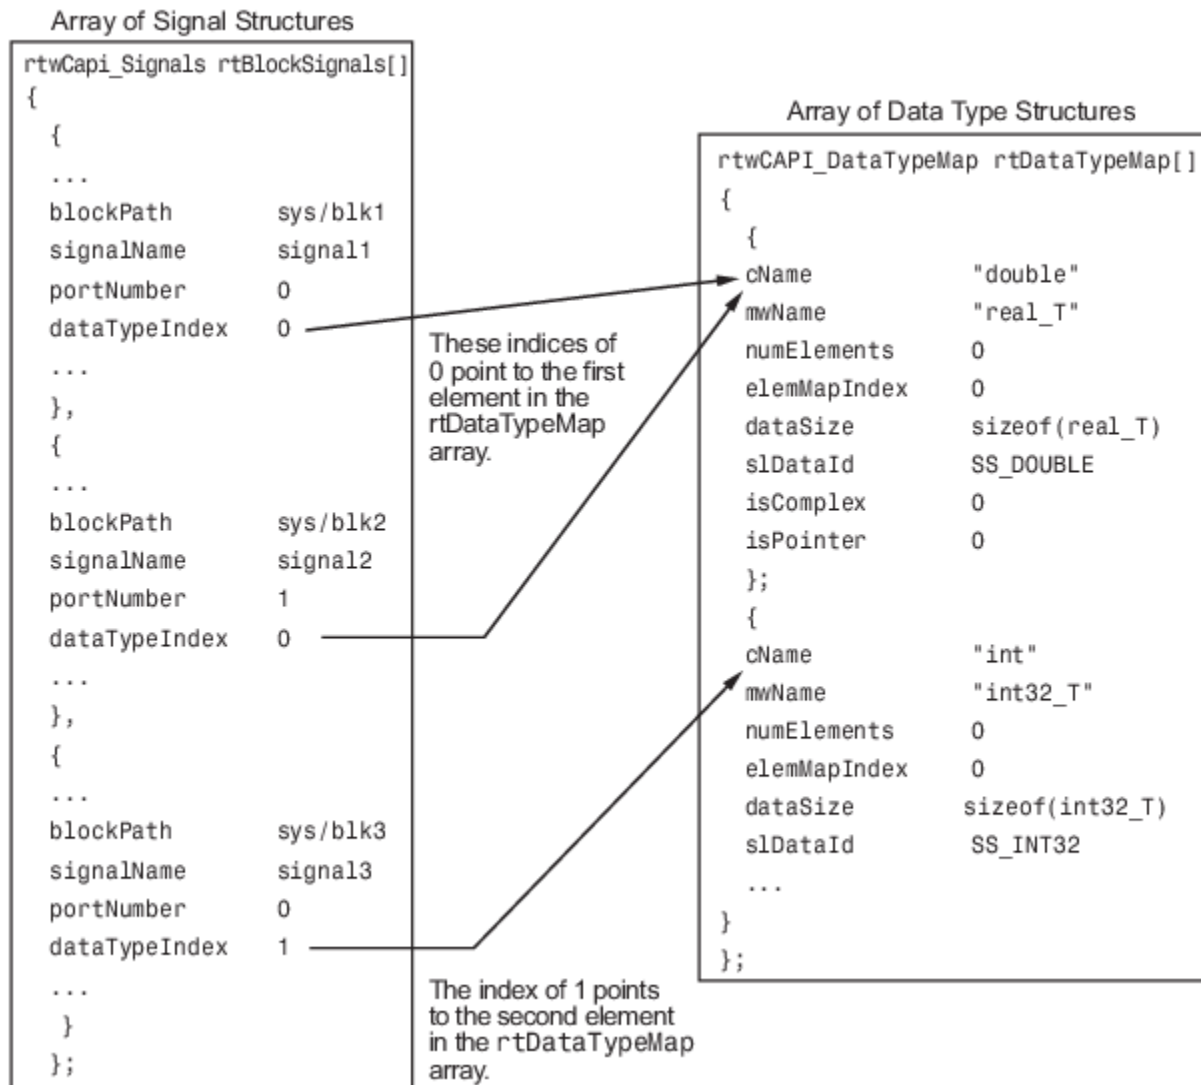 Array of Signal Structures
rtwCapi_Signals rtBlockSignals[]
{
{
...
blockPath sys/blk1
signalName signal1
portNumber 0
dataTypeIndex 0
...
},
{
...
blockPath sys/blk2
signalName signal2
portNumber 1
dataTypeIndex 0
...
},
{
...
blockPath sys/blk3
signalName signal3
portNumber 0
dataTypeIndex 1
...
}
};
These indices of
0 point to the first
element in the
rtDataTypeMap
array.
The index of 1 points
to the second element
in the rtDataTypeMap
array.
Array of Data Type Structures
rtwCAPI_DataTypeMap rtDataTypeMap[]
{
{
cName "double"
mwName "real_T"
numElements 0
elemMapIndex 0
dataSize sizeof(real_T)
slDataId SS_DOUBLE
isComplex 0
isPointer 0
};
{
cName "int"
mwName "int32_T"
numElements 0
elemMapIndex 0
dataSize sizeof(int32_T)
slDataId SS_INT32
...
}
};